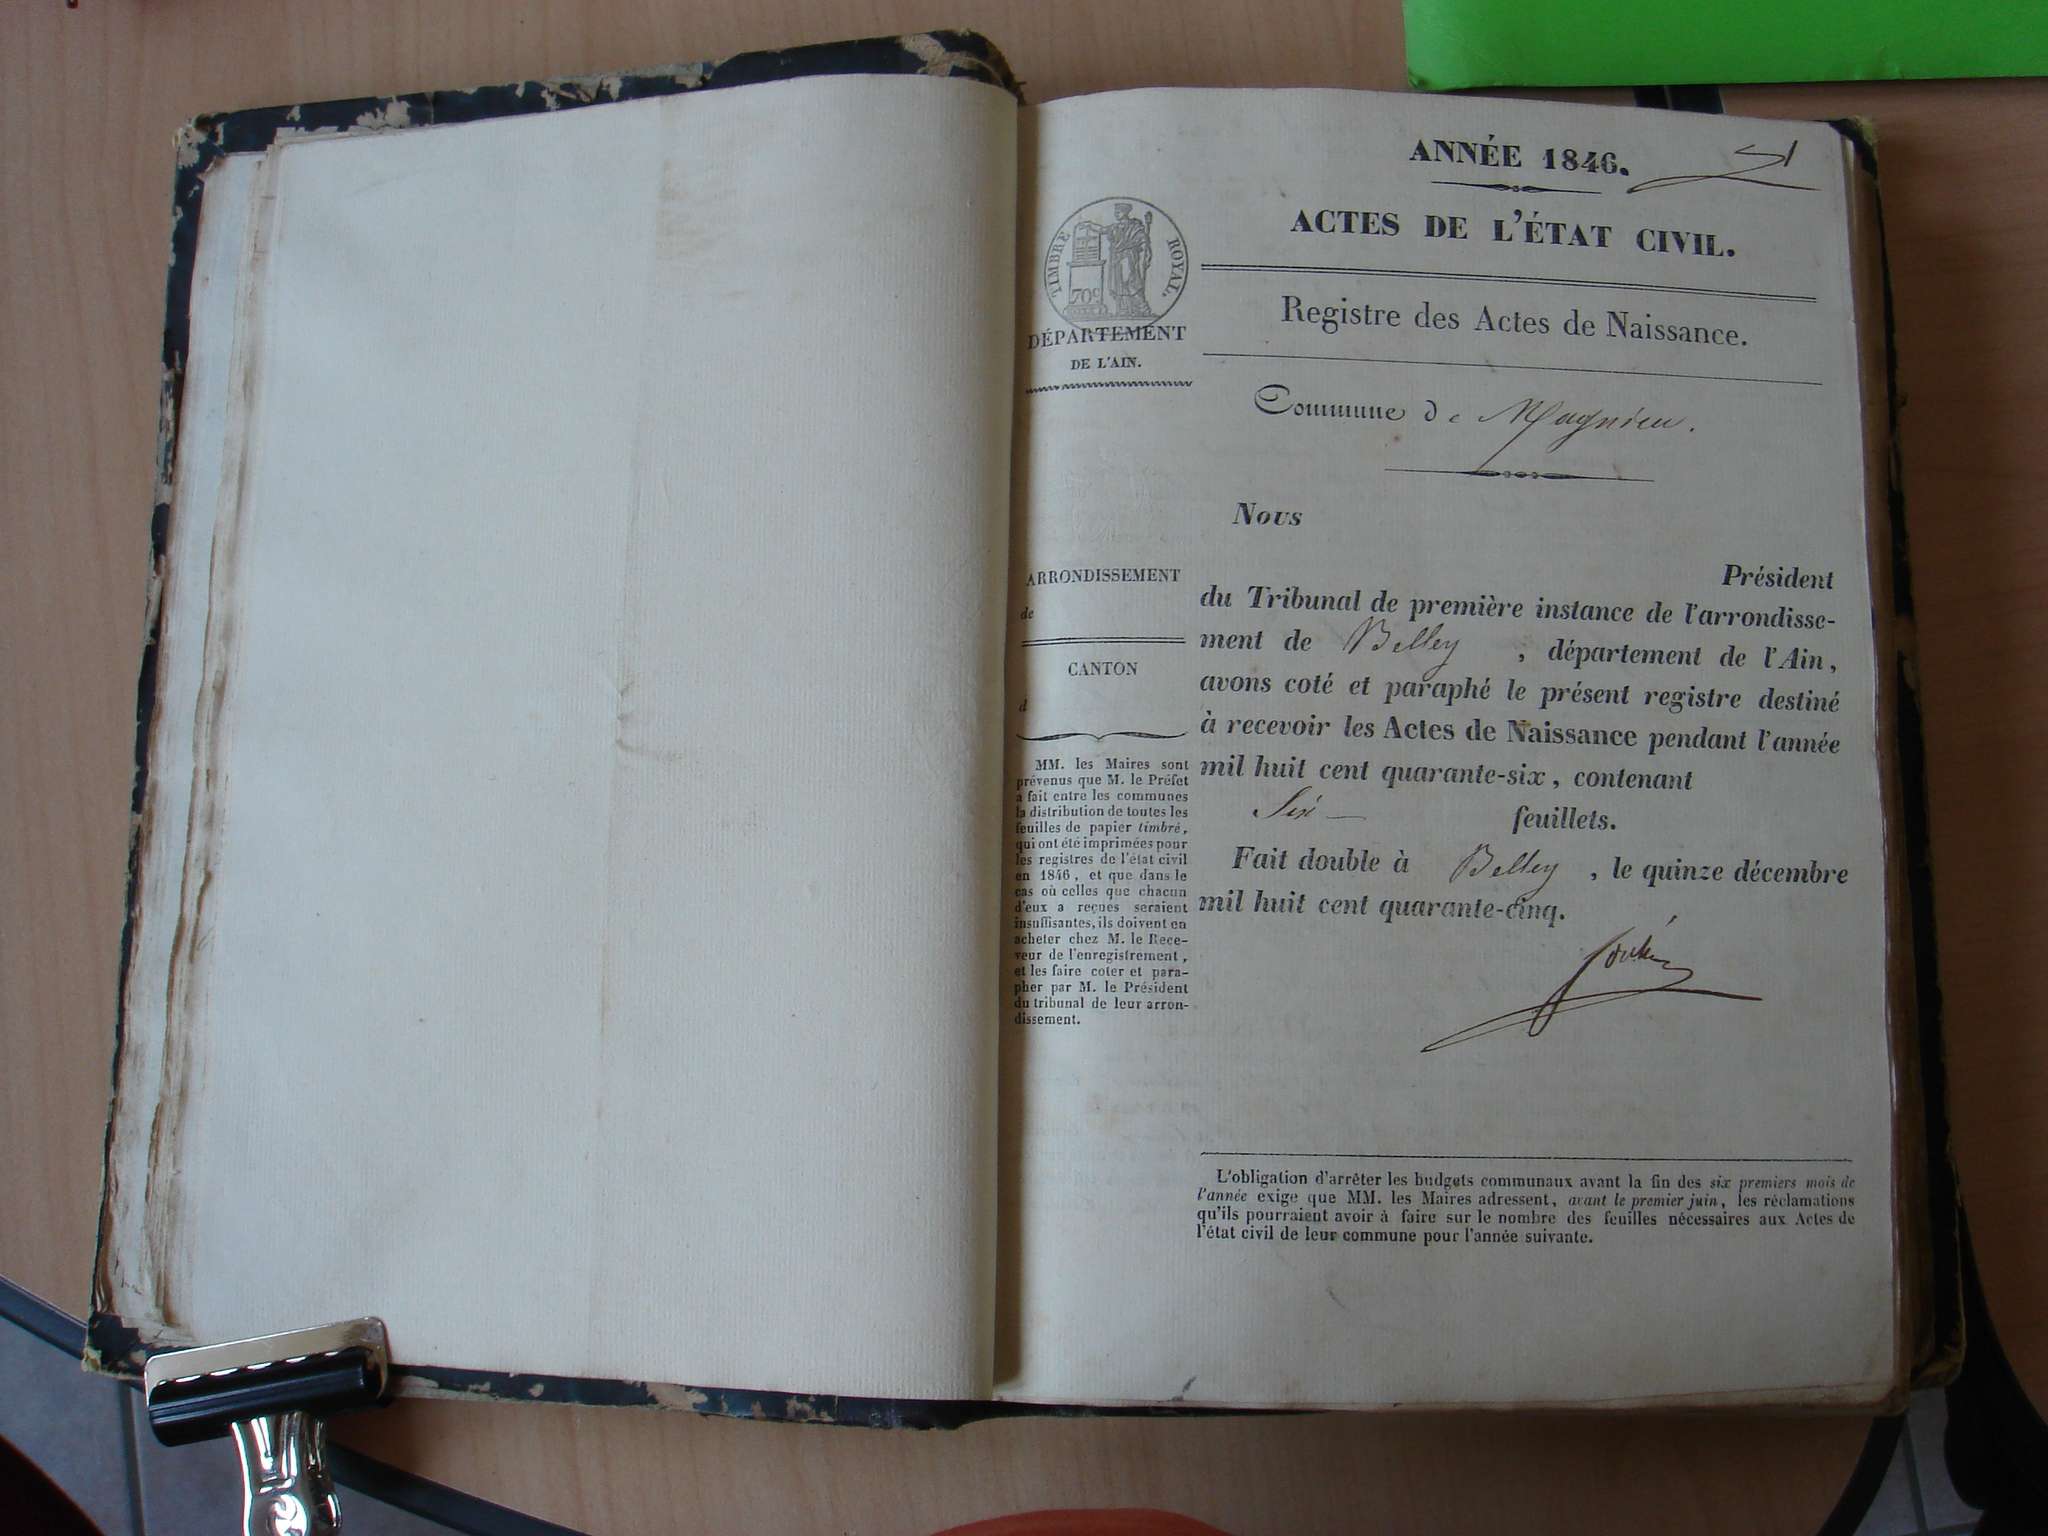 ANNÉE 1846.
ACTES DE L'ÉTAT CIVIL.
Registre des Actes de Naissance.
Commune de Magnieu.
TIMBRE ROYAL.
70c
DÉPARTEMENT
DE L'AIN.
ARRONDISSEMENT
de
CANTON
d
MM. les Maires sont
prévenus que M. le Préfet
a fait entre les communes
la distribution de toutes les
feuilles de papier timbré,
qui ont été imprimées pour
les registres de l'état civil
en 1846, et que dans le
cas où celles que chacun
d'eux a reçues seraient
insuffisantes, ils doivent en
acheter chez M. le Rece-
veur de l'enregistrement,
et les faire coter et para-
pher par M. le Président
du tribunal de leur arron-
dissement.
Nous
Président
du Tribunal de première instance de l'arrondisse-
ment de Belley, département de l'Ain,
avons coté et paraphé le présent registre destiné
à recevoir les Actes de Naissance pendant l'année
mil huit cent quarante-six, contenant
Six feuillets.
Fait double à Belley, le quinze décembre
mil huit cent quarante-cinq.
L'obligation d'arrêter les budgets communaux avant la fin des six premiers mois de
l'année exige que MM. les Maires adressent, avant le premier juin, les réclamations
qu'ils pourraient avoir à faire sur le nombre des feuilles nécessaires aux Actes de
l'état civil de leur commune pour l'année suivante.